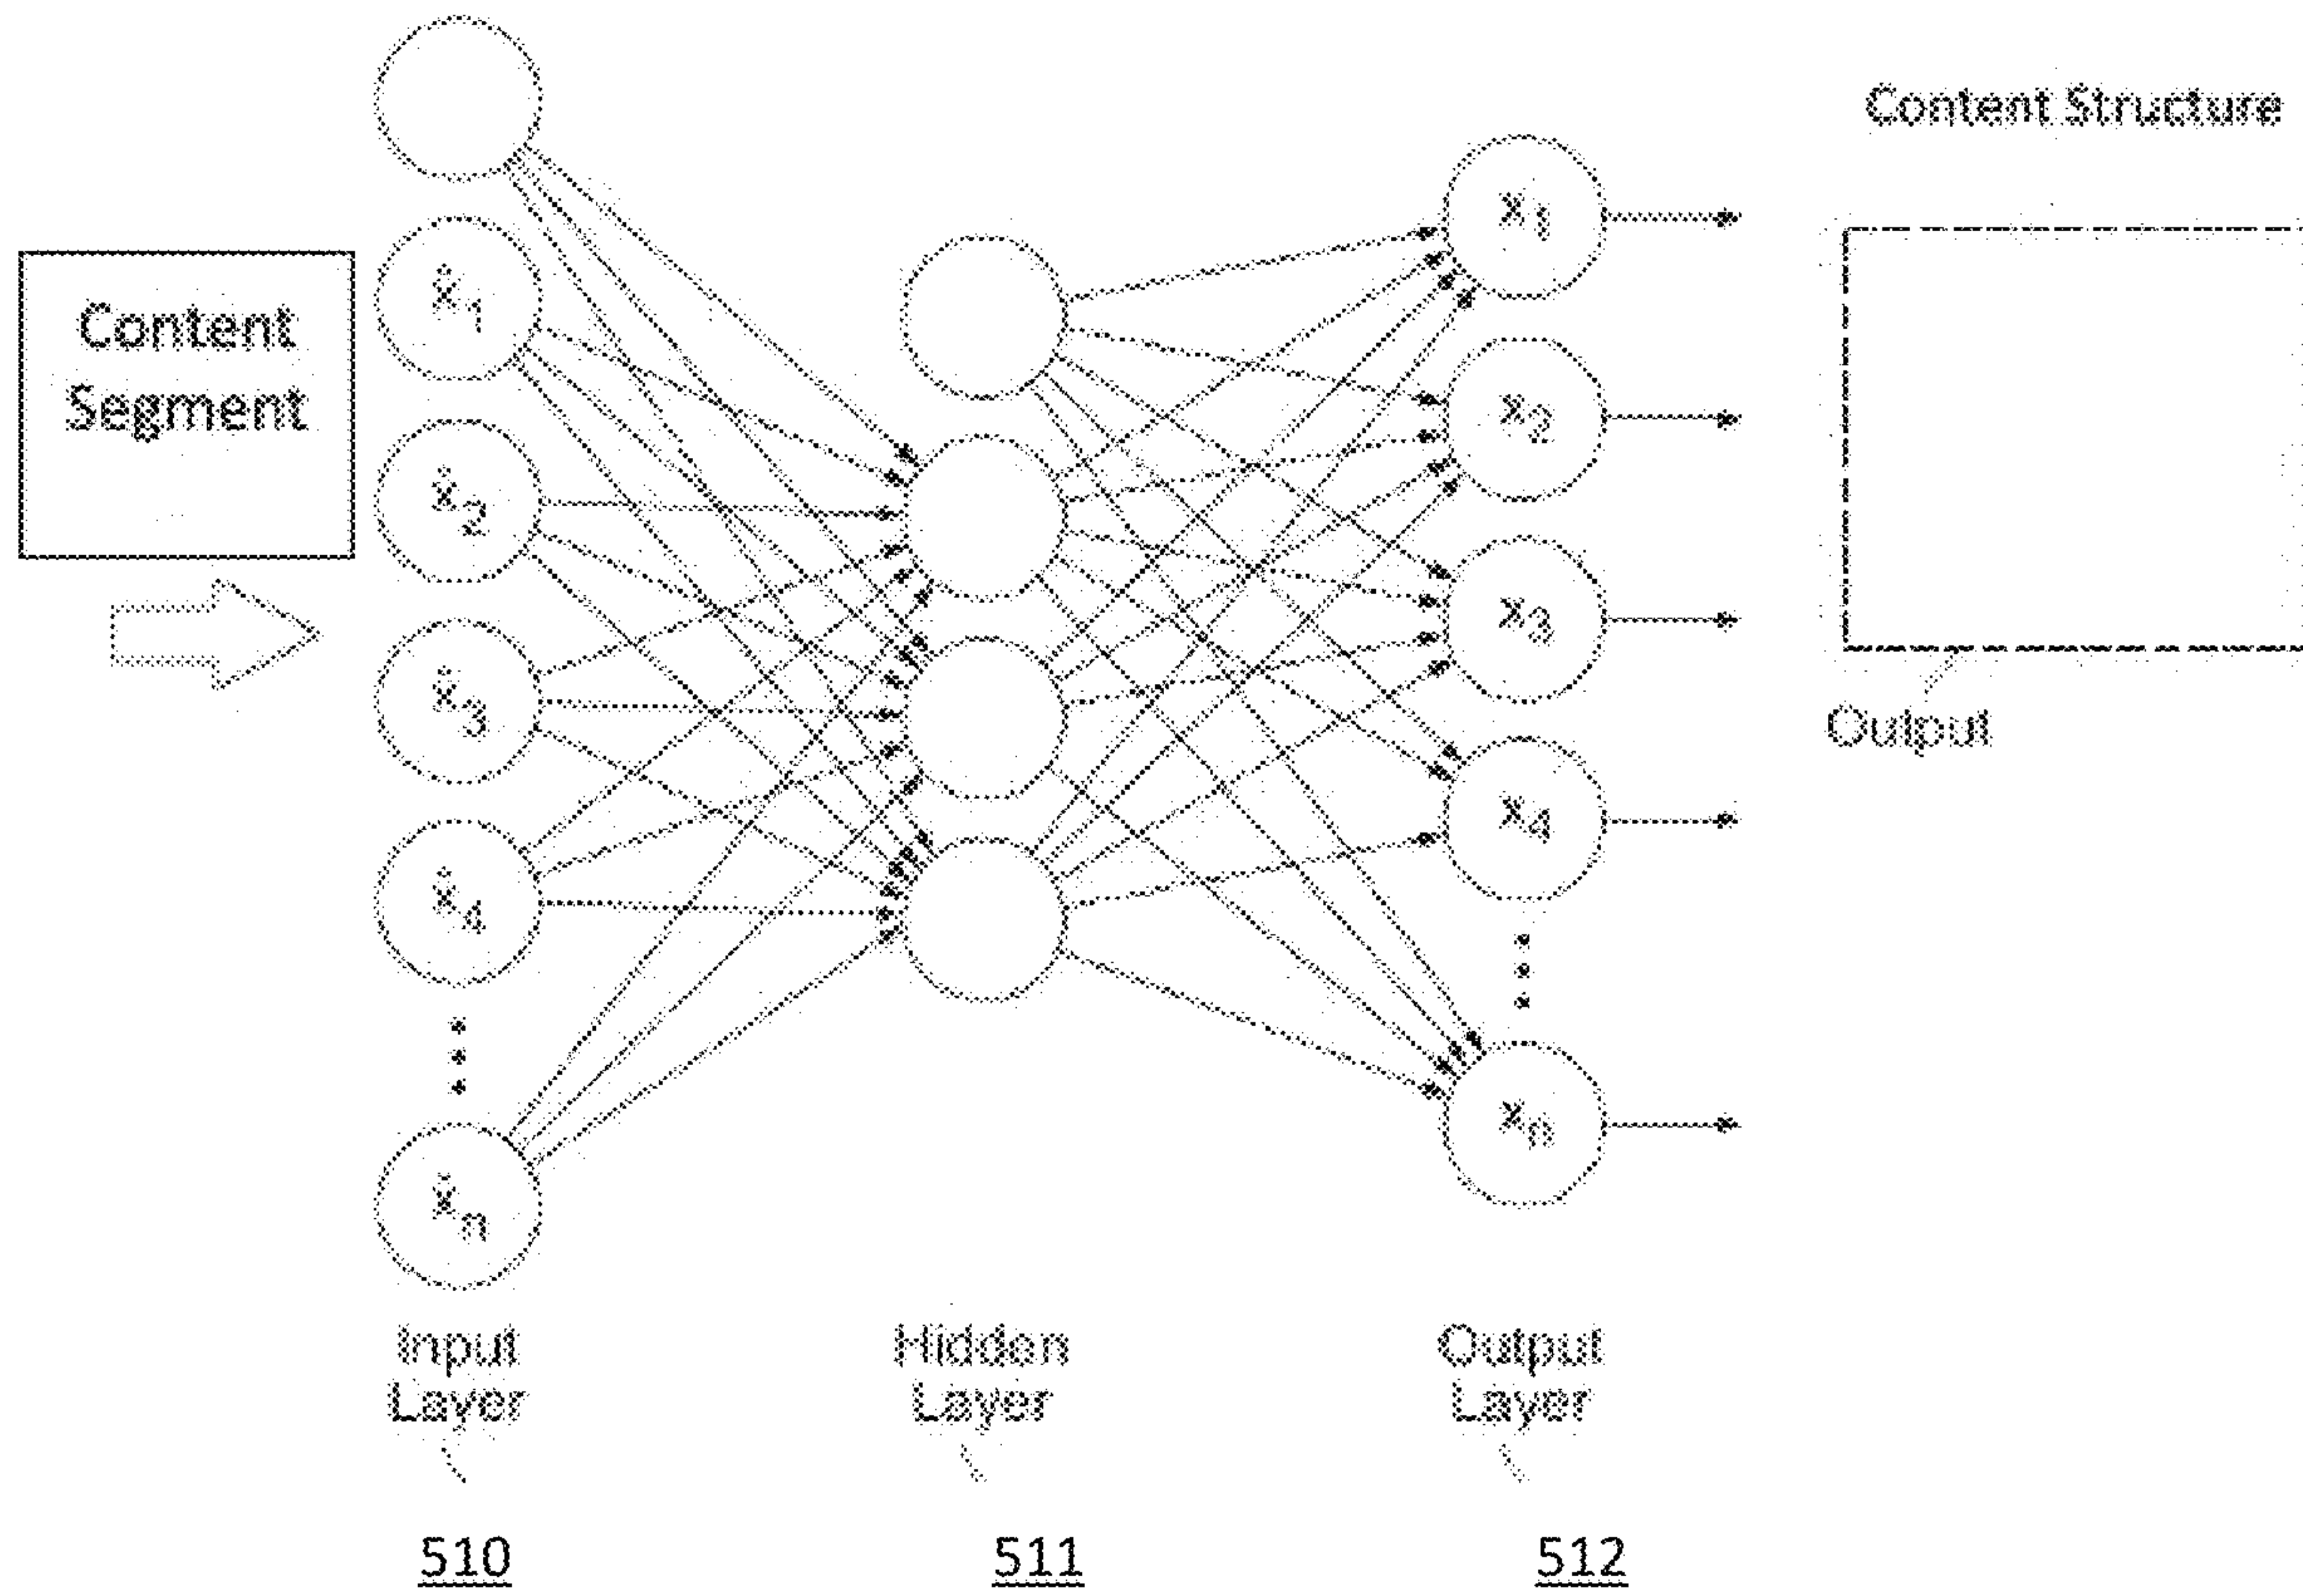 Content Structure
Content
Segment
x̂1
x̂2
x̂3
x̂4
x̂n
x1
x2
x3
x4
xn
Output
Input
Layer
Hidden
Layer
Output
Layer
510
511
512